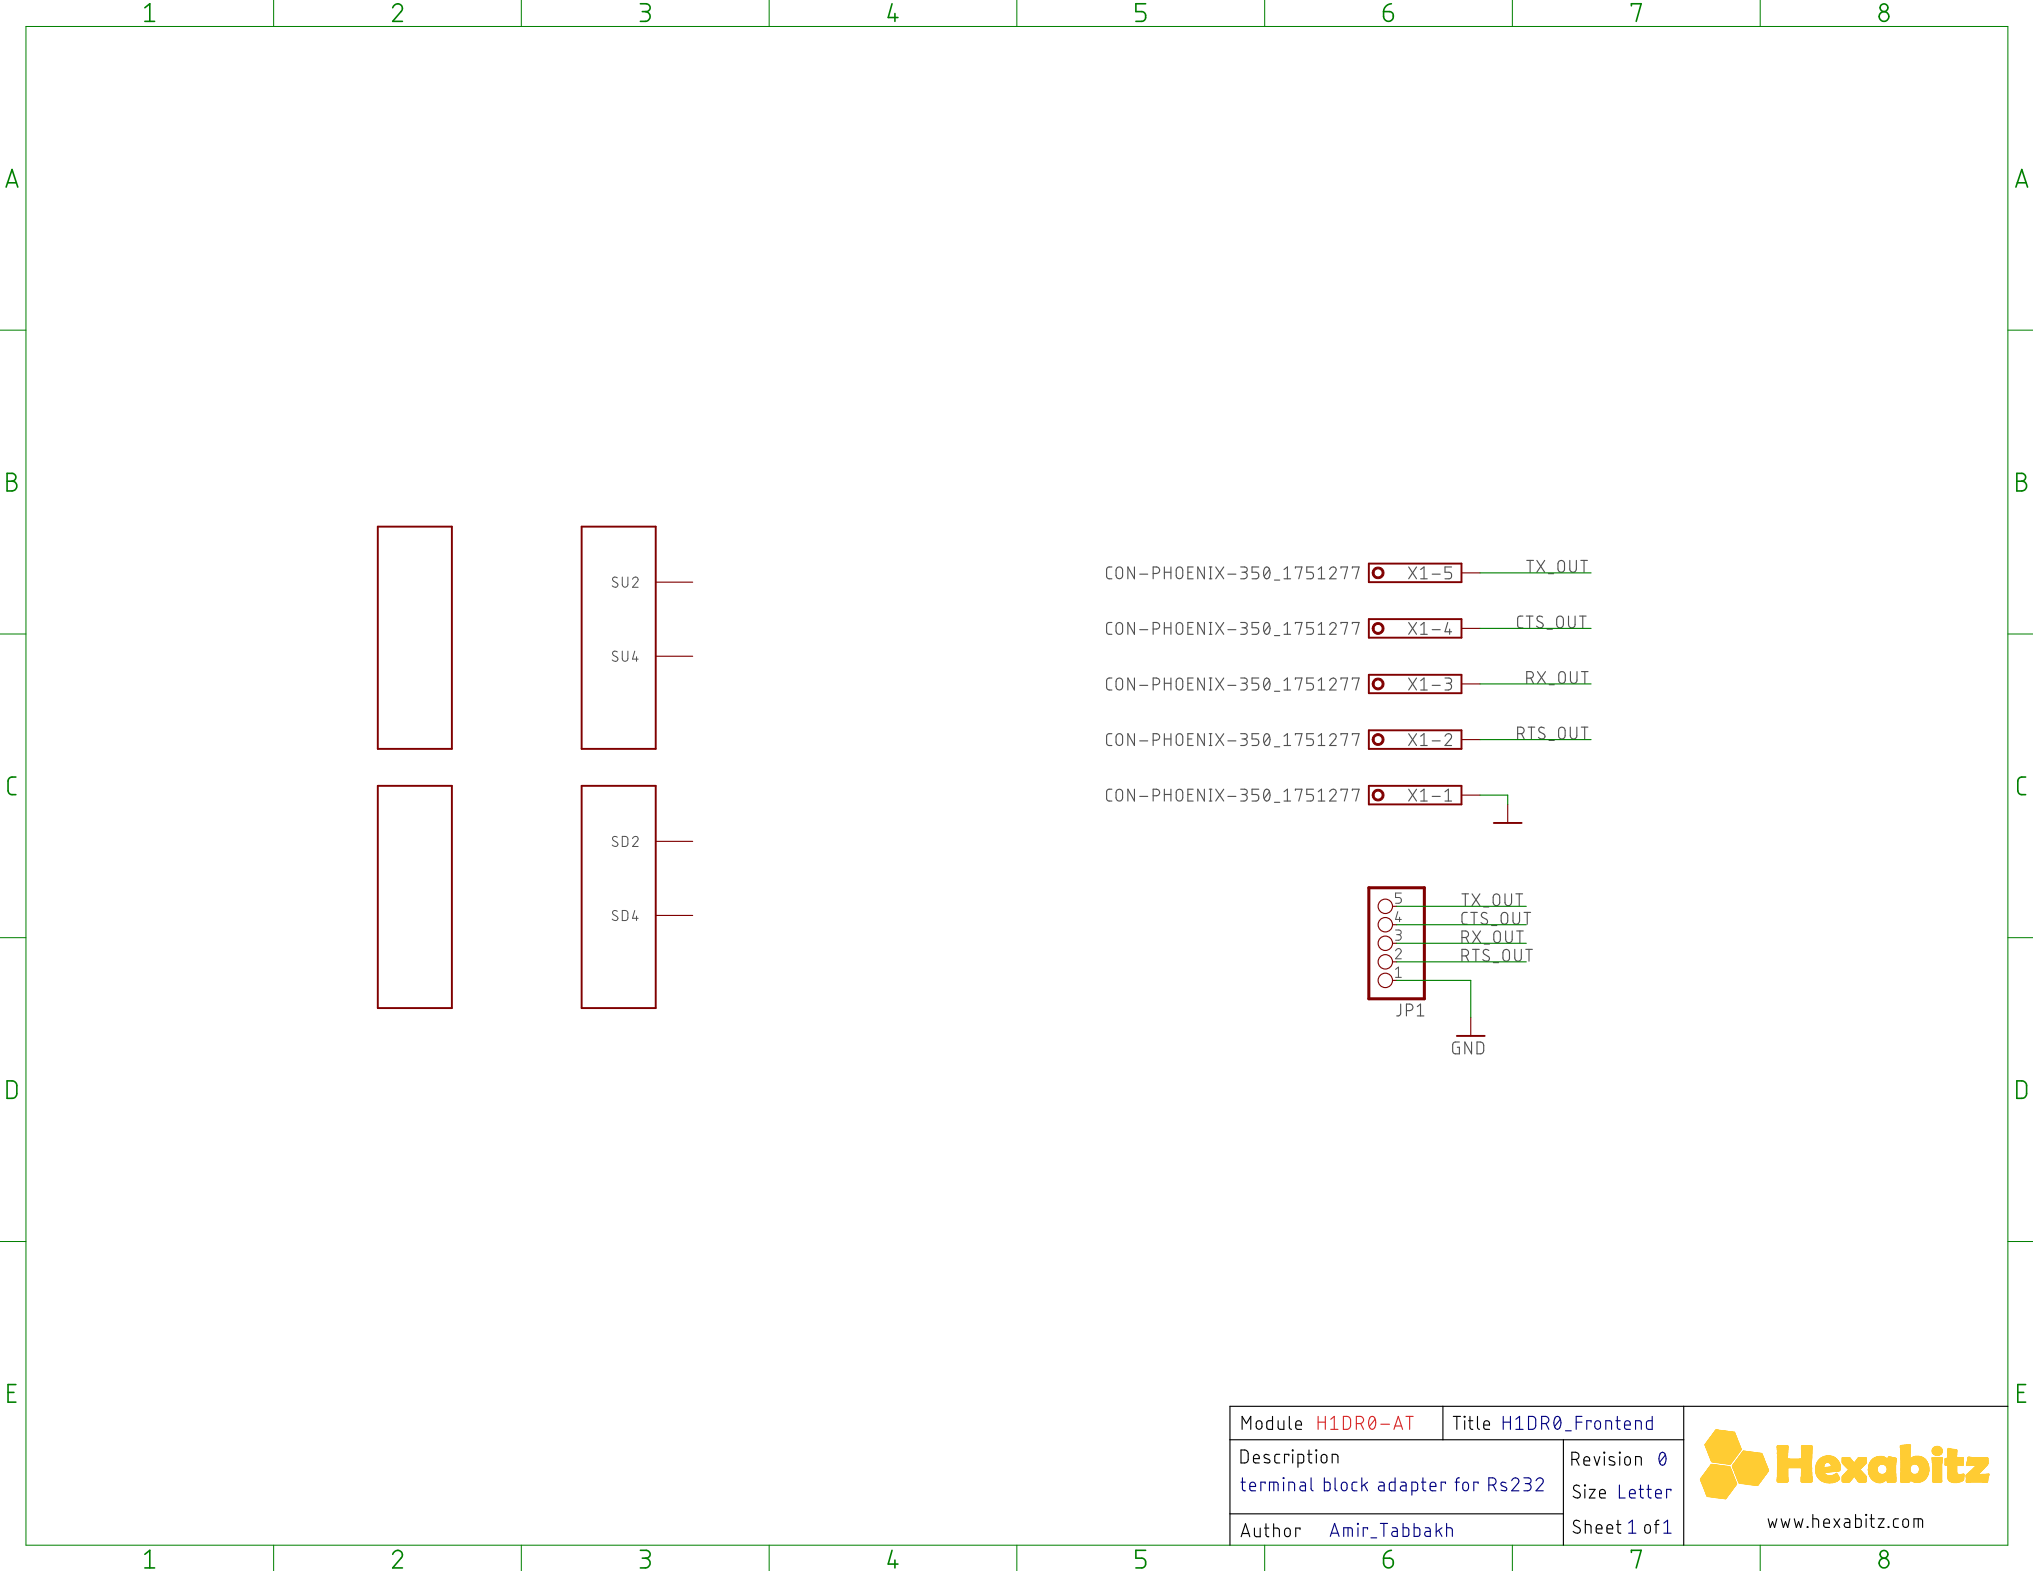 1 2 3 4 5 6 7 8
A A
B B
SU2
SU4
CON-PHOENIX-350_1751277 X1-5 TX_OUT
CON-PHOENIX-350_1751277 X1-4 CTS_OUT
CON-PHOENIX-350_1751277 X1-3 RX_OUT
CON-PHOENIX-350_1751277 X1-2 RTS_OUT
CON-PHOENIX-350_1751277 X1-1
C C
SD2
SD4
5 TX_OUT
4 CTS_OUT
3 RX_OUT
2 RTS_OUT
1
JP1
GND
D D
E E
Module H1DR0-AT Title H1DR0_Frontend
Description
terminal block adapter for Rs232
Revision 0
Size Letter
Author Amir_Tabbakh
Sheet 1 of 1
Hexabitz
www.hexabitz.com
1 2 3 4 5 6 7 8